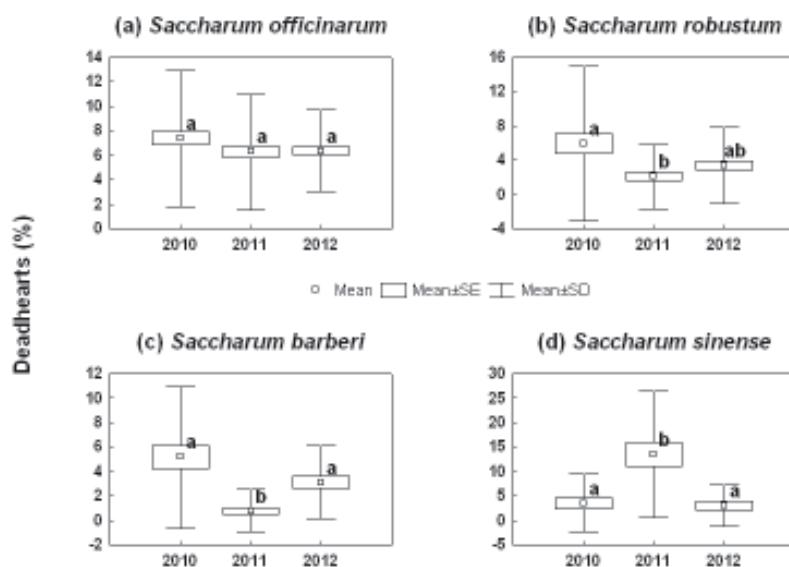 (a) Saccharum officinarum
14
12
10
8
6
4
2
0
a
a
a
2010 2011 2012
(b) Saccharum robustum
16
12
8
4
0
-4
a
b
ab
2010 2011 2012
Deadhearts (%)
Mean Mean±SE Mean±SD
(c) Saccharum barberi
12
10
8
6
4
2
0
-2
a
b
a
2010 2011 2012
(d) Saccharum sinense
30
25
20
15
10
5
0
-5
a
b
a
2010 2011 2012